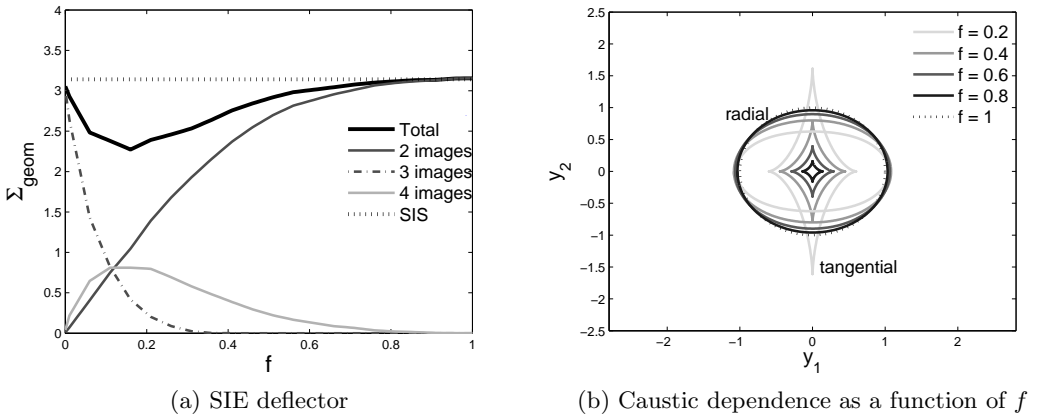 4
3.5
3
2.5
2
1.5
1
0.5
0
Σgeom
0
0.2
0.4
0.6
0.8
1
f
Total
2 images
3 images
4 images
SIS
(a) SIE deflector
2.5
2
1.5
1
0.5
0
−0.5
−1
−1.5
−2
−2.5
y2
−2
−1
0
1
2
y1
radial
tangential
f = 0.2
f = 0.4
f = 0.6
f = 0.8
f = 1
(b) Caustic dependence as a function of f